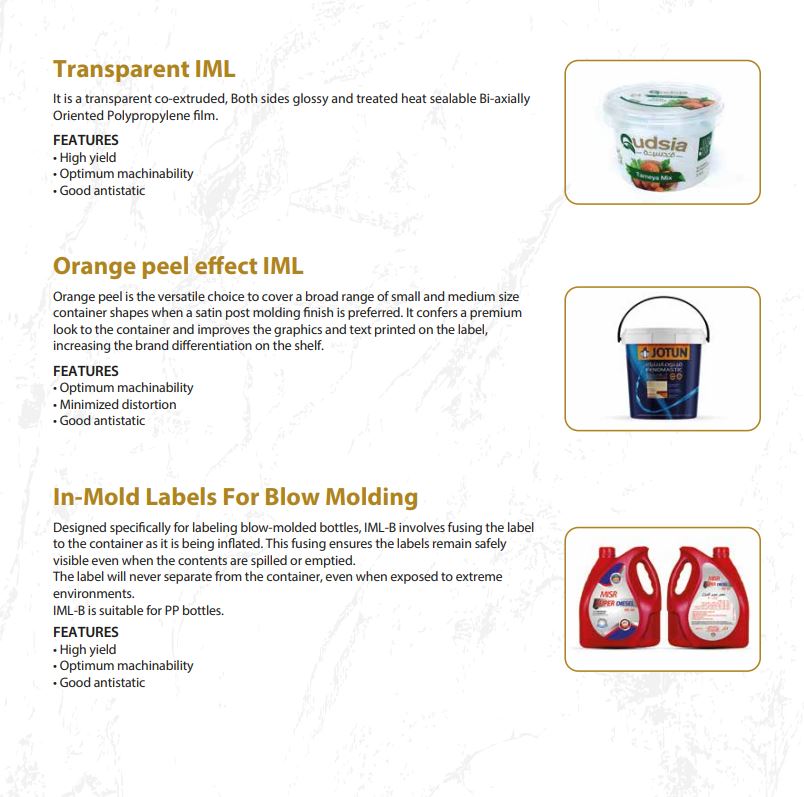 Transparent IML
It is a transparent co-extruded, Both sides glossy and treated heat sealable Bi-axially
Oriented Polypropylene film.
FEATURES
• High yield
• Optimum machinability
• Good antistatic
Qudsia
Tameya Mix
Orange peel effect IML
Orange peel is the versatile choice to cover a broad range of small and medium size
container shapes when a satin post molding finish is preferred. It confers a premium
look to the container and improves the graphics and text printed on the label,
increasing the brand differentiation on the shelf.
FEATURES
• Optimum machinability
• Minimized distortion
• Good antistatic
JOTUN
FENOMASTIC
In-Mold Labels For Blow Molding
Designed specifically for labeling blow-molded bottles, IML-B involves fusing the label
to the container as it is being inflated. This fusing ensures the labels remain safely
visible even when the contents are spilled or emptied.
The label will never separate from the container, even when exposed to extreme
environments.
IML-B is suitable for PP bottles.
FEATURES
• High yield
• Optimum machinability
• Good antistatic
MISR
SUPER DIESEL
MISR
SUPER DIESEL